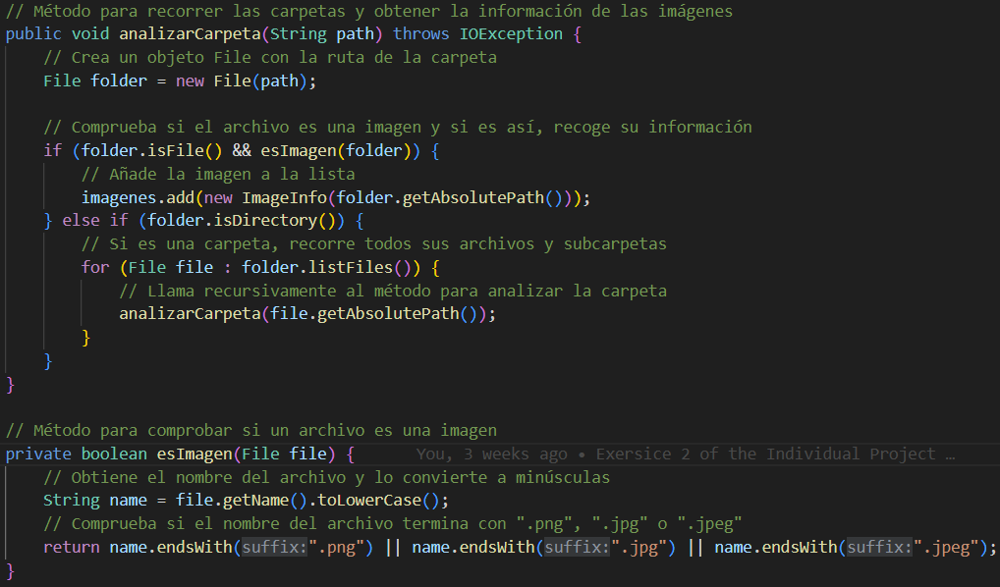 // Método para recorrer las carpetas y obtener la información de las imágenes
public void analizarCarpeta(String path) throws IOException {
// Crea un objeto File con la ruta de la carpeta
File folder = new File(path);
// Comprueba si el archivo es una imagen y si es así, recoge su información
if (folder.isFile() && esImagen(folder)) {
// Añade la imagen a la lista
imagenes.add(new ImageInfo(folder.getAbsolutePath()));
} else if (folder.isDirectory()) {
// Si es una carpeta, recorre todos sus archivos y subcarpetas
for (File file : folder.listFiles()) {
// Llama recursivamente al método para analizar la carpeta
analizarCarpeta(file.getAbsolutePath());
}
}
}
// Método para comprobar si un archivo es una imagen
private boolean esImagen(File file) { You, 3 weeks ago • Exersice 2 of the Individual Project …
// Obtiene el nombre del archivo y lo convierte a minúsculas
String name = file.getName().toLowerCase();
// Comprueba si el nombre del archivo termina con ".png", ".jpg" o ".jpeg"
return name.endsWith(suffix:".png") || name.endsWith(suffix:".jpg") || name.endsWith(suffix:".jpeg");
}